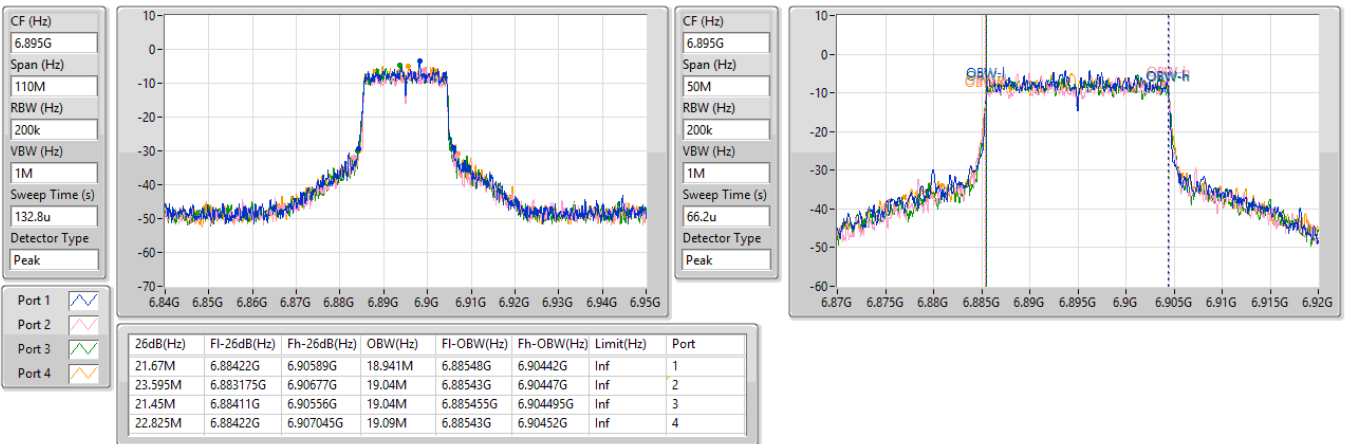 CF (Hz)
6.895G
Span (Hz)
110M
RBW (Hz)
200k
VBW (Hz)
1M
Sweep Time (s)
132.8u
Detector Type
Peak
10
0
-10
-20
-30
-40
-50
-60
-70
6.84G 6.85G 6.86G 6.87G 6.88G 6.89G 6.9G 6.91G 6.92G 6.93G 6.94G 6.95G
CF (Hz)
6.895G
Span (Hz)
50M
RBW (Hz)
200k
VBW (Hz)
1M
Sweep Time (s)
66.2u
Detector Type
Peak
10
0
-10
-20
-30
-40
-50
-60
OBW-l
OBW-h
6.87G 6.875G 6.88G 6.885G 6.89G 6.895G 6.9G 6.905G 6.91G 6.915G 6.92G
Port 1
Port 2
Port 3
Port 4
26dB(Hz) Fl-26dB(Hz) Fh-26dB(Hz) OBW(Hz) Fl-OBW(Hz) Fh-OBW(Hz) Limit(Hz) Port
21.67M 6.88422G 6.90589G 18.941M 6.88548G 6.90442G Inf 1
23.595M 6.883175G 6.90677G 19.04M 6.88543G 6.90447G Inf 2
21.45M 6.88411G 6.90556G 19.04M 6.885455G 6.904495G Inf 3
22.825M 6.88422G 6.907045G 19.09M 6.88543G 6.90452G Inf 4